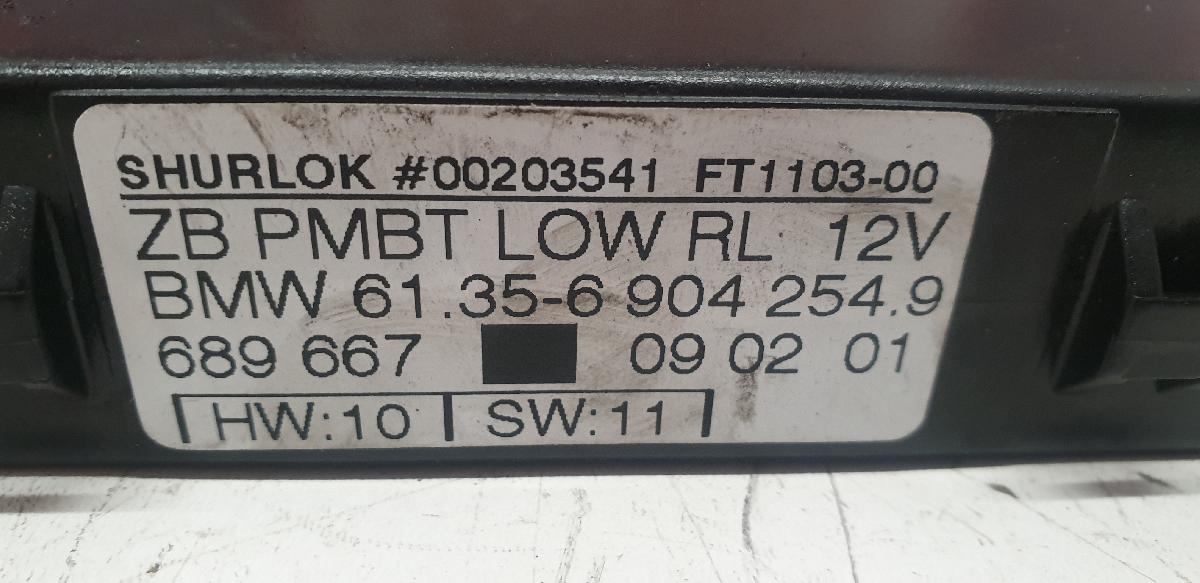 SHURLOK #00203541 FT1103-00
ZB PMBT LOW RL 12V
BMW 61.35-6 904 254.9
689 667 09 02 01
HW:10 SW:11